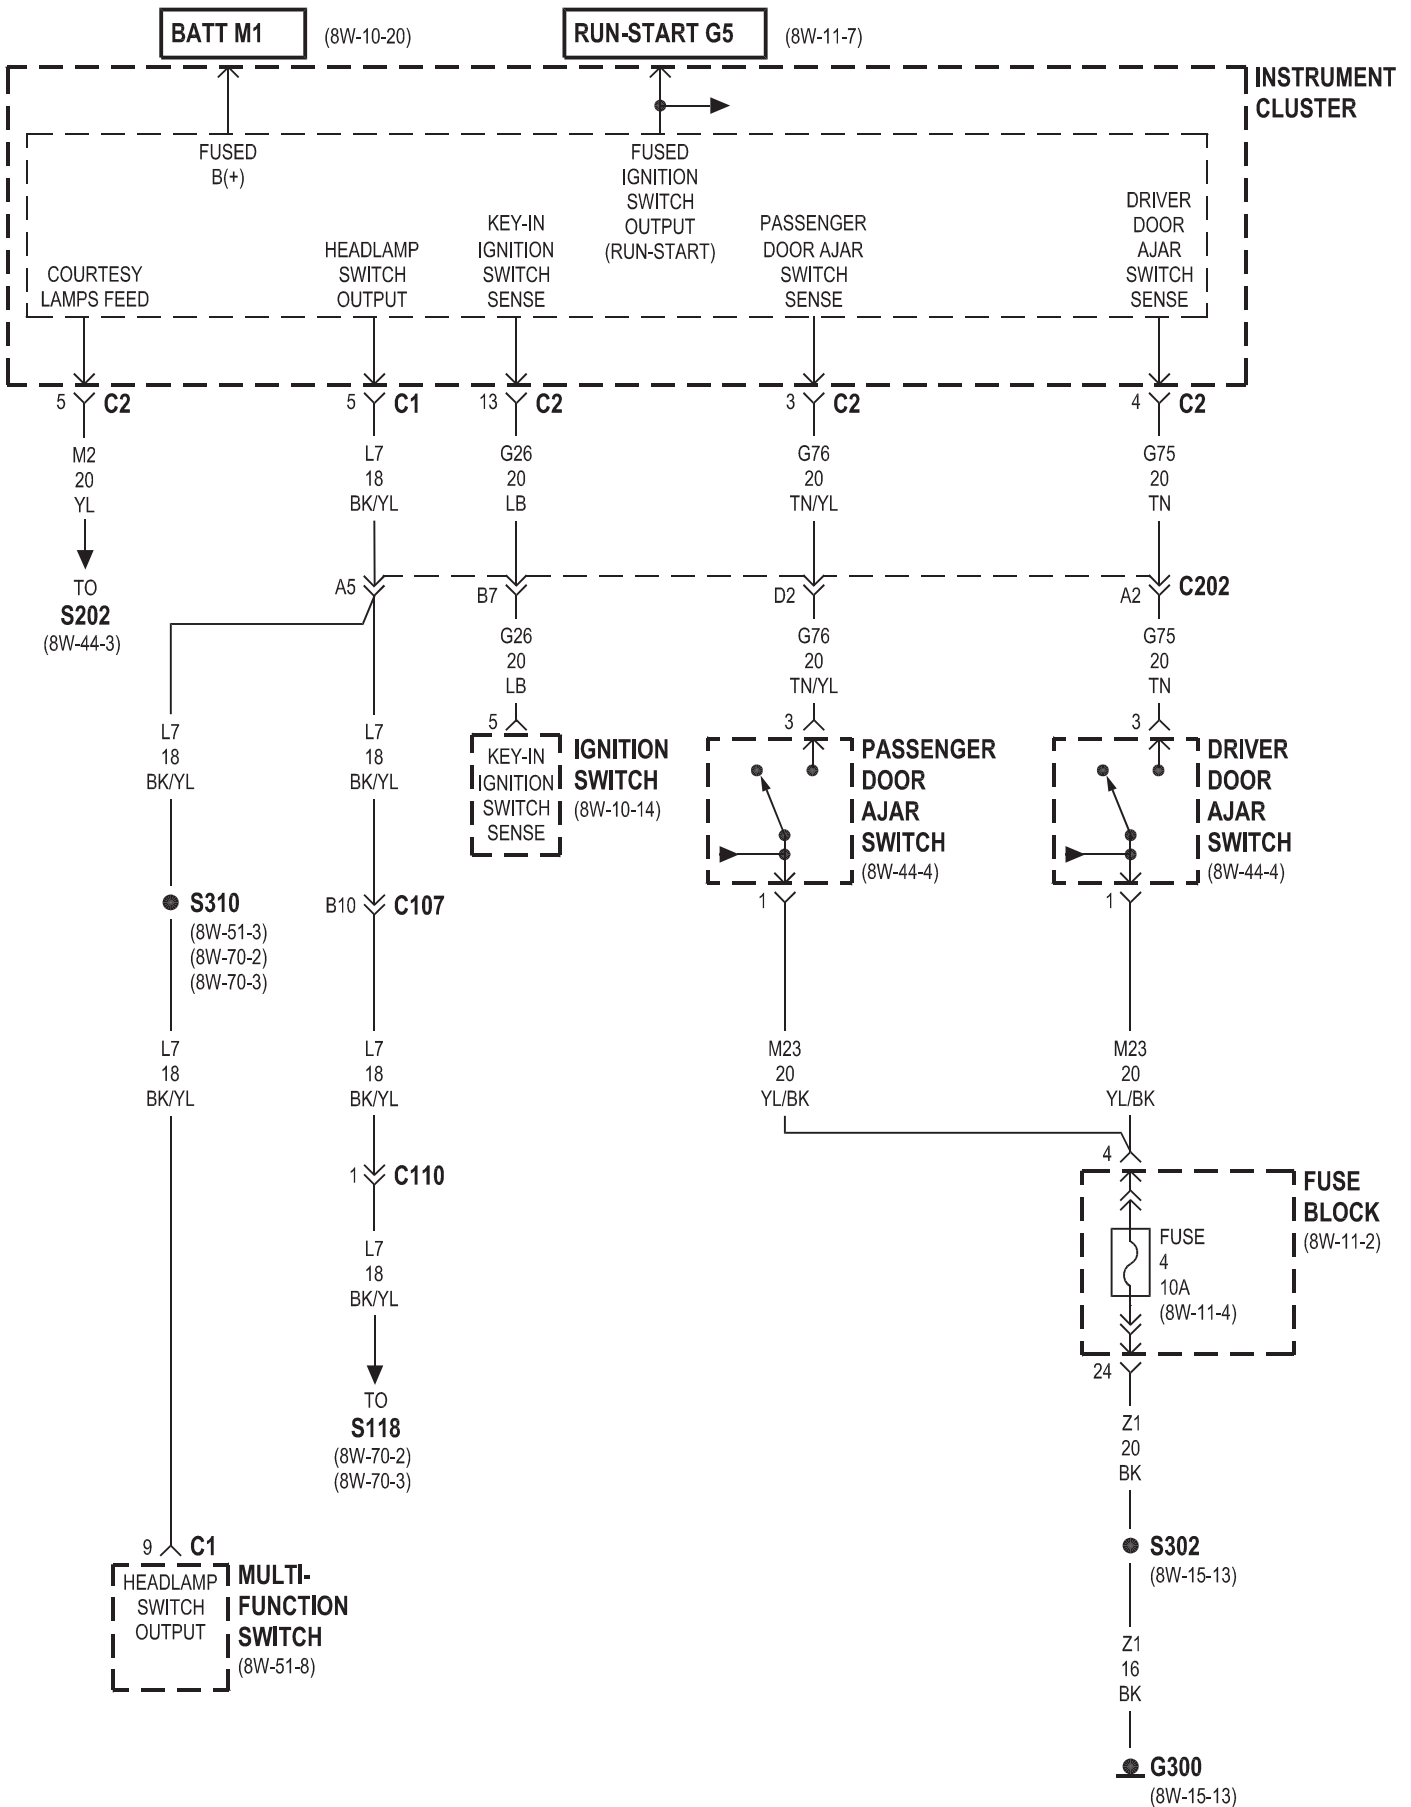 BATT M1
(8W-10-20)
RUN-START G5
(8W-11-7)
INSTRUMENT
CLUSTER
FUSED
B(+)
FUSED
IGNITION
SWITCH
OUTPUT
(RUN-START)
COURTESY
LAMPS FEED
HEADLAMP
SWITCH
OUTPUT
KEY-IN
IGNITION
SWITCH
SENSE
PASSENGER
DOOR AJAR
SWITCH
SENSE
DRIVER
DOOR
AJAR
SWITCH
SENSE
5 C2
5 C1
13 C2
3 C2
4 C2
M2
20
YL
L7
18
BK/YL
G26
20
LB
G76
20
TN/YL
G75
20
TN
TO
S202
(8W-44-3)
A5
B7
D2
A2
C202
G26
20
LB
G76
20
TN/YL
G75
20
TN
L7
18
BK/YL
L7
18
BK/YL
5
KEY-IN
IGNITION
SWITCH
SENSE
IGNITION
SWITCH
(8W-10-14)
3
PASSENGER
DOOR
AJAR
SWITCH
(8W-44-4)
1
3
DRIVER
DOOR
AJAR
SWITCH
(8W-44-4)
1
S310
(8W-51-3)
(8W-70-2)
(8W-70-3)
B10 C107
L7
18
BK/YL
L7
18
BK/YL
M23
20
YL/BK
M23
20
YL/BK
1 C110
4
FUSE
BLOCK
(8W-11-2)
FUSE
4
10A
(8W-11-4)
24
L7
18
BK/YL
TO
S118
(8W-70-2)
(8W-70-3)
Z1
20
BK
9 C1
HEADLAMP
SWITCH
OUTPUT
MULTI-
FUNCTION
SWITCH
(8W-51-8)
S302
(8W-15-13)
Z1
16
BK
G300
(8W-15-13)